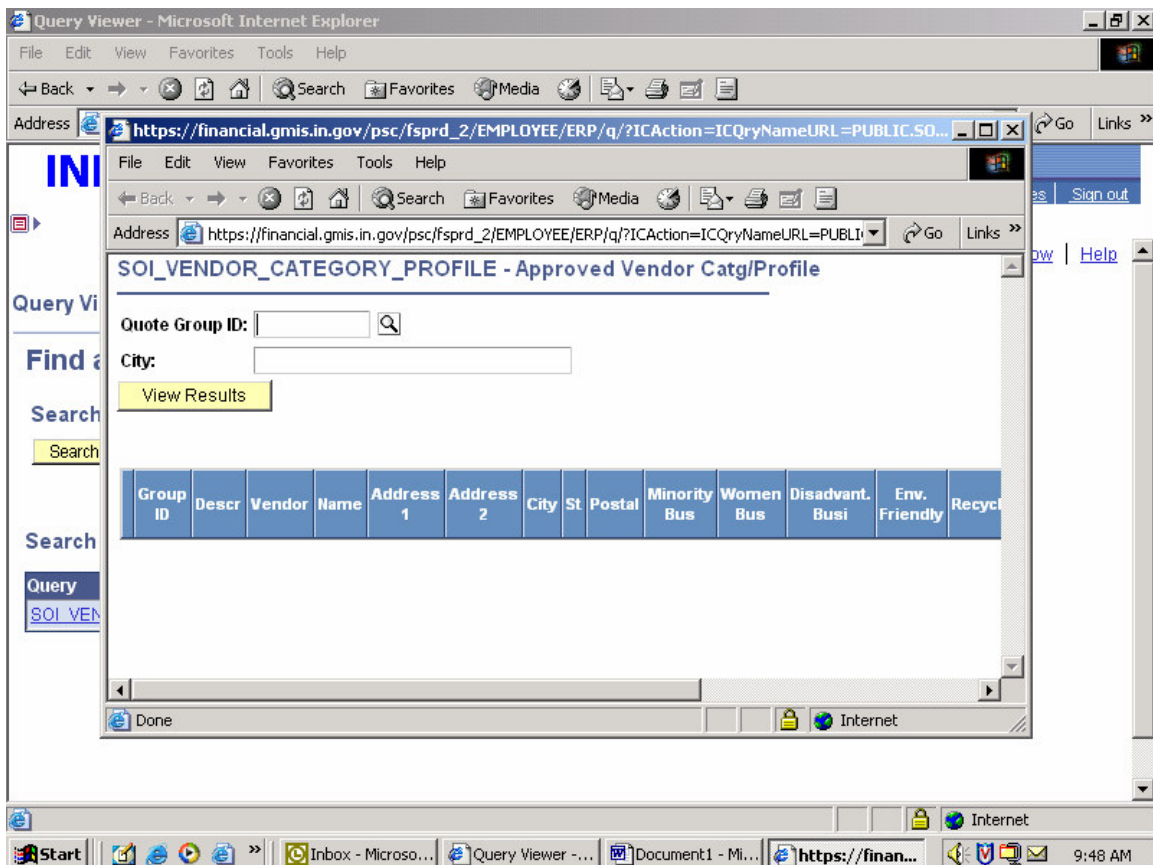 Query Viewer - Microsoft Internet Explorer
File Edit View Favorites Tools Help
Back Search Favorites Media
Address Go Links »
https://financial.gmis.in.gov/psc/fsprd_2/EMPLOYEE/ERP/q/?ICAction=ICQryNameURL=PUBLIC.SO...
File Edit View Favorites Tools Help
Back Search Favorites Media
Address https://financial.gmis.in.gov/psc/fsprd_2/EMPLOYEE/ERP/q/?ICAction=ICQryNameURL=PUBLI Go Links »
Sign out
Help
Query Vi
Find a
Search
Search
Search
Query
SOI_VEN
SOI_VENDOR_CATEGORY_PROFILE - Approved Vendor Catg/Profile
Quote Group ID:
City:
View Results
Group ID Descr Vendor Name Address 1 Address 2 City St Postal Minority Bus Women Bus Disadvant. Busi Env. Friendly Recycl
Done Internet
Internet
Start » Inbox - Microso... Query Viewer -... Document1 - Mi... https://finan... 9:48 AM